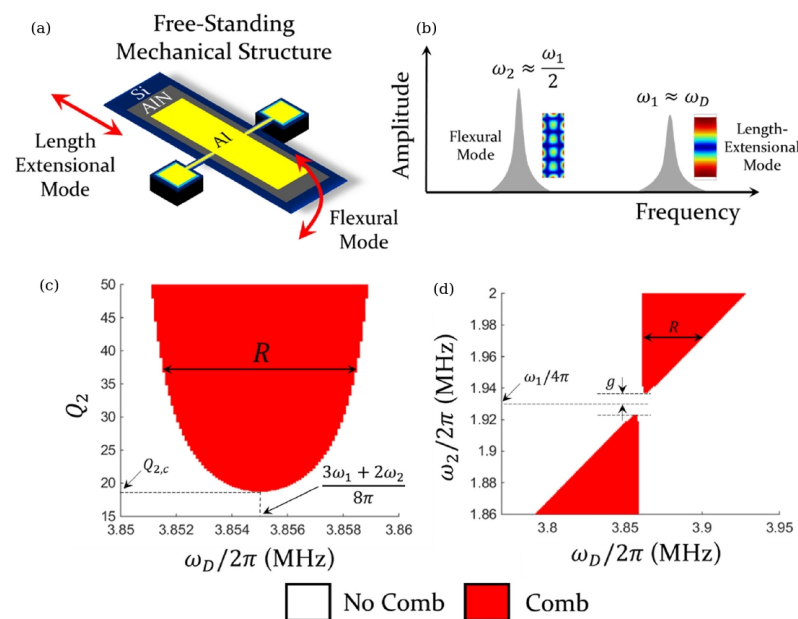 (a)
Free-Standing
Mechanical Structure
Si
AlN
Al
Length
Extensional
Mode
Flexural
Mode
(b)
Amplitude
ω₂ ≈ ω₁/2
ω₁ ≈ ω_D
Flexural
Mode
Length-
Extensional
Mode
Frequency
(c)
Q₂
50
45
40
35
30
25
20
15
R
Q₂,c
(3ω₁ + 2ω₂)/8π
3.85
3.852
3.854
3.856
3.858
3.86
ω_D/2π (MHz)
(d)
ω₂/2π (MHz)
2
1.98
1.96
1.94
1.92
1.9
1.88
1.86
R
ω₁/4π
g
3.8
3.85
3.9
3.95
ω_D/2π (MHz)
No Comb
Comb